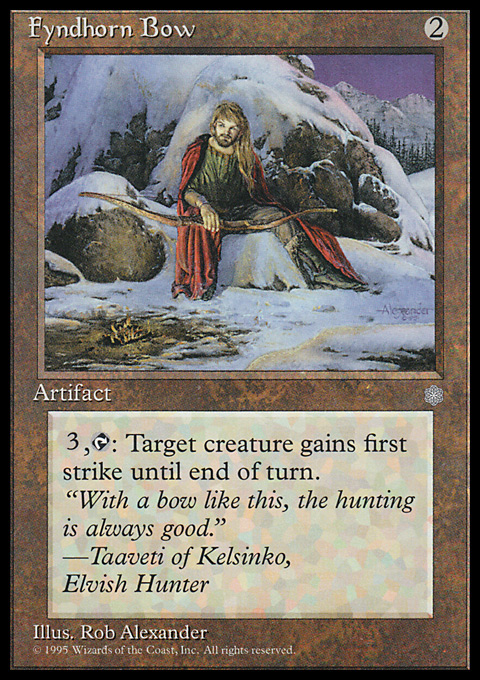 Fyndhorn Bow 2
Alexander
Artifact
3, : Target creature gains first
strike until end of turn.
“With a bow like this, the hunting
is always good.”
—Taaveti of Kelsinko,
Elvish Hunter
Illus. Rob Alexander
© 1995 Wizards of the Coast, Inc. All rights reserved.